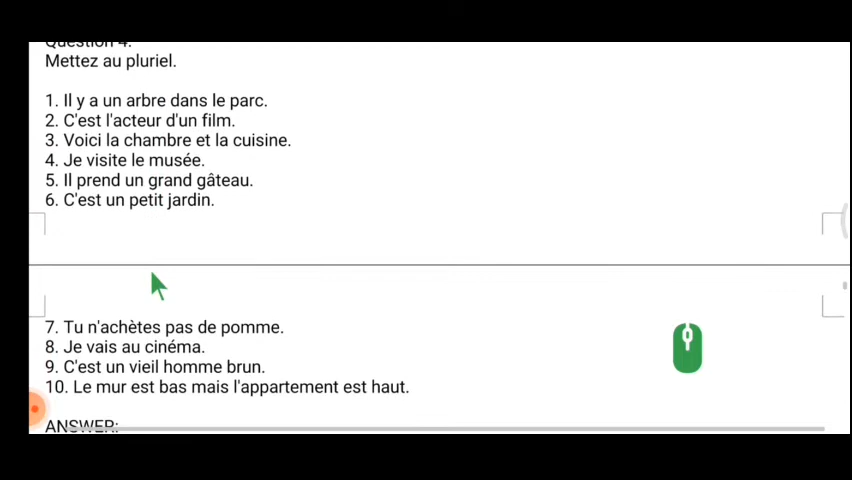 Question 4.
Mettez au pluriel.
1. Il y a un arbre dans le parc.
2. C'est l'acteur d'un film.
3. Voici la chambre et la cuisine.
4. Je visite le musée.
5. Il prend un grand gâteau.
6. C'est un petit jardin.
7. Tu n'achètes pas de pomme.
8. Je vais au cinéma.
9. C'est un vieil homme brun.
10. Le mur est bas mais l'appartement est haut.
ANSWER: